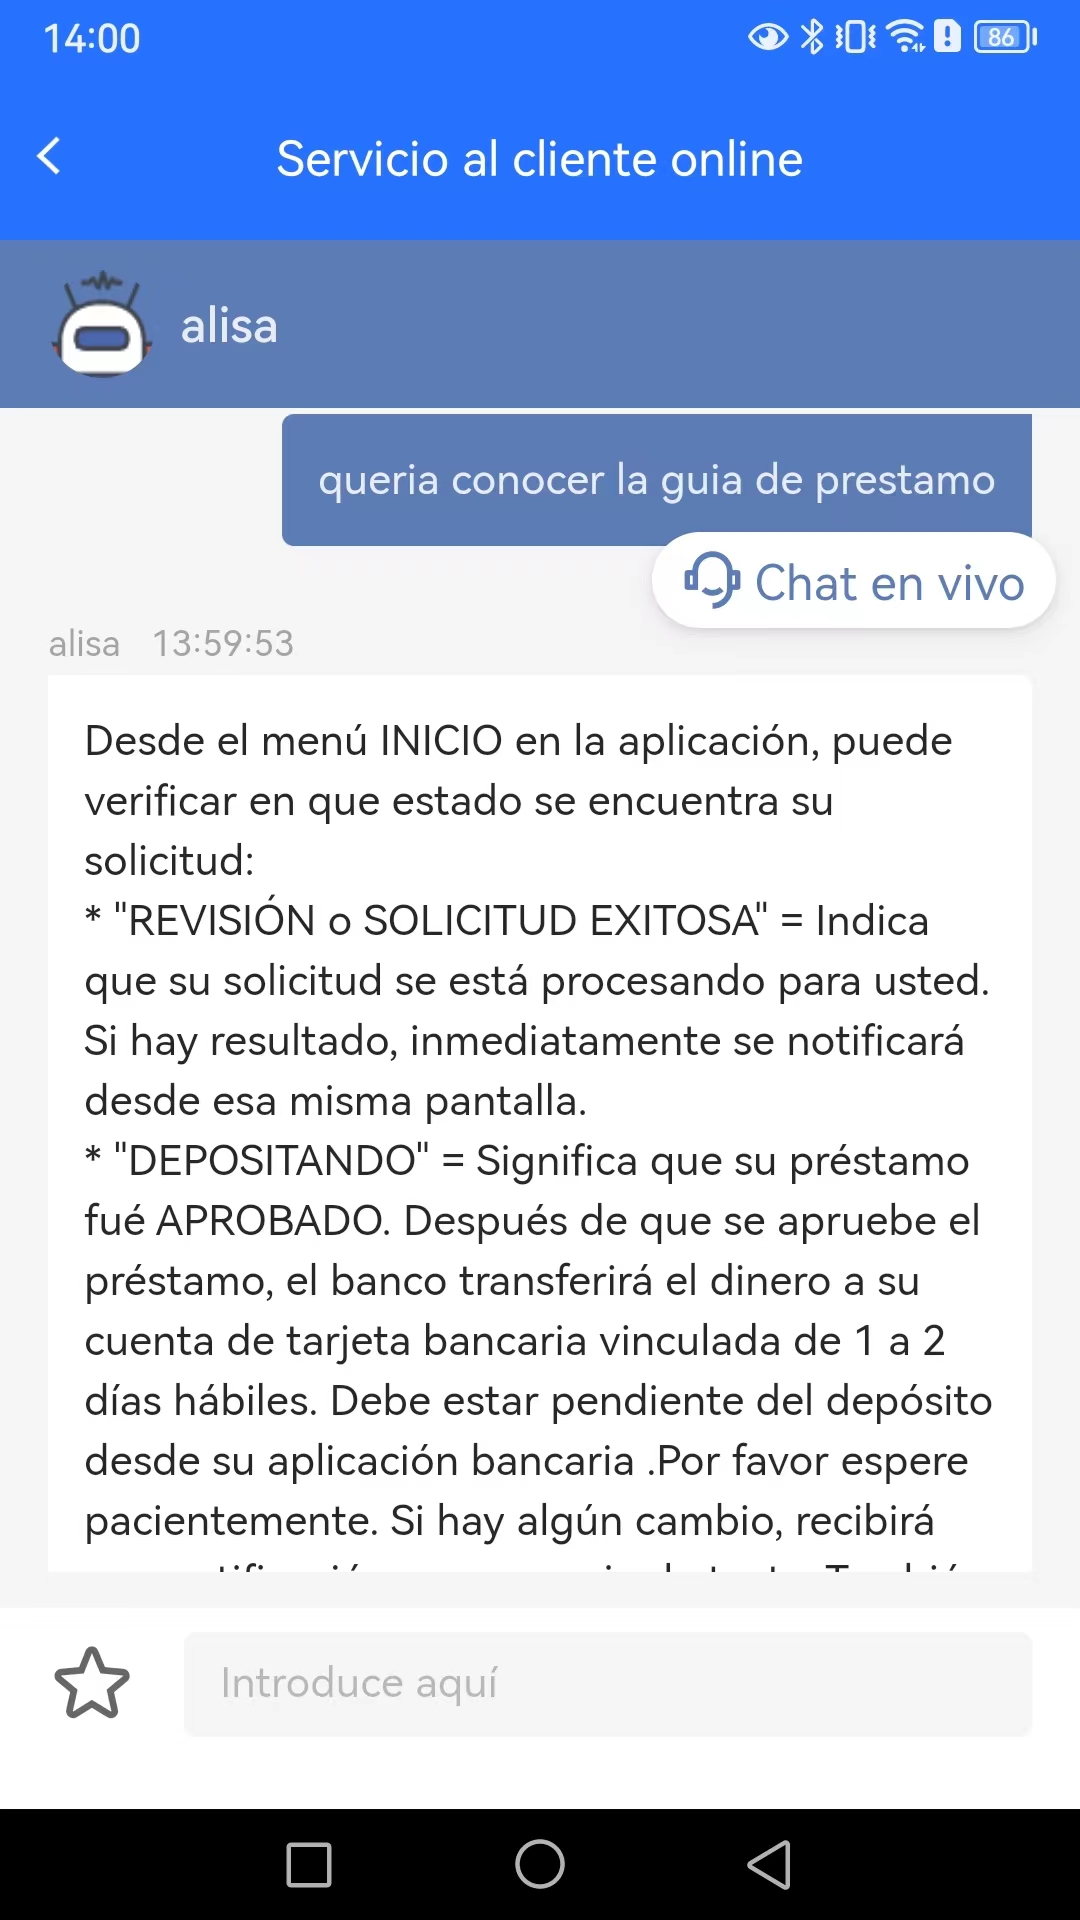 14:00
86
Servicio al cliente online
alisa
queria conocer la guia de prestamo
Chat en vivo
alisa 13:59:53
Desde el menú INICIO en la aplicación, puede
verificar en que estado se encuentra su
solicitud:
* "REVISIÓN o SOLICITUD EXITOSA" = Indica
que su solicitud se está procesando para usted.
Si hay resultado, inmediatamente se notificará
desde esa misma pantalla.
* "DEPOSITANDO" = Significa que su préstamo
fué APROBADO. Después de que se apruebe el
préstamo, el banco transferirá el dinero a su
cuenta de tarjeta bancaria vinculada de 1 a 2
días hábiles. Debe estar pendiente del depósito
desde su aplicación bancaria .Por favor espere
pacientemente. Si hay algún cambio, recibirá
Introduce aquí